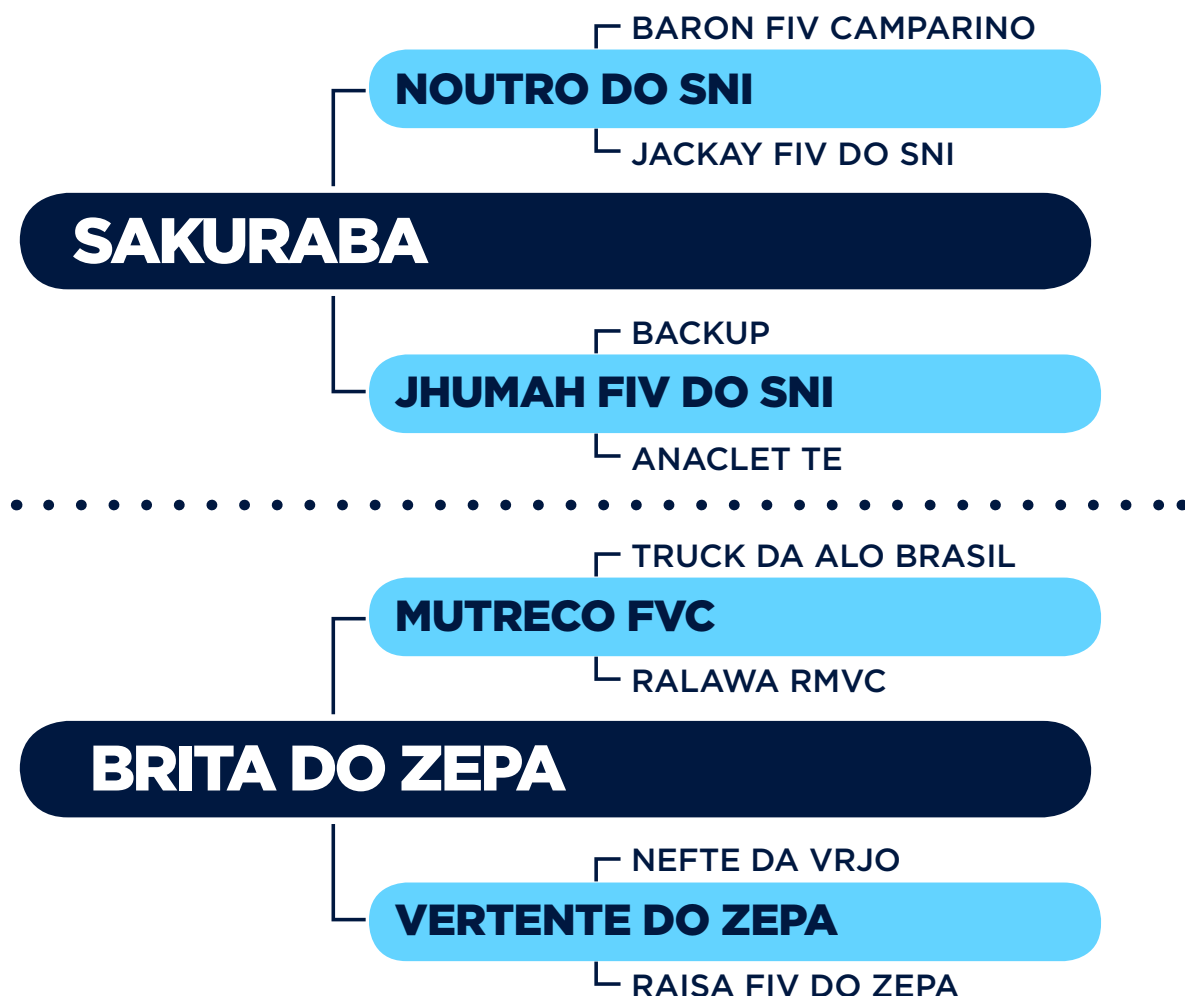 BARON FIV CAMPARINO
NOUTRO DO SNI
JACKAY FIV DO SNI
SAKURABA
BACKUP
JHUMAH FIV DO SNI
ANACLET TE
TRUCK DA ALO BRASIL
MUTRECO FVC
RALAWA RMVC
BRITA DO ZEPA
NEFTE DA VRJO
VERTENTE DO ZEPA
RAISA FIV DO ZEPA